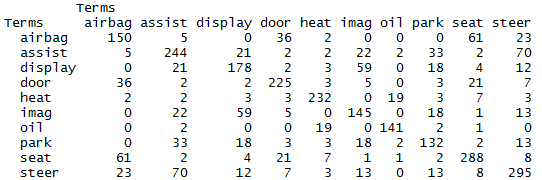 Terms
Terms airbag assist display door heat imag oil park seat steer
airbag 150 5 0 36 2 0 0 0 61 23
assist 5 244 21 2 2 22 2 33 2 70
display 0 21 178 2 3 59 0 18 4 12
door 36 2 2 225 3 5 0 3 21 7
heat 2 2 3 3 232 0 19 3 7 3
imag 0 22 59 5 0 145 0 18 1 13
oil 0 2 0 0 19 0 141 2 1 0
park 0 33 18 3 3 18 2 132 2 13
seat 61 2 4 21 7 1 1 2 288 8
steer 23 70 12 7 3 13 0 13 8 295